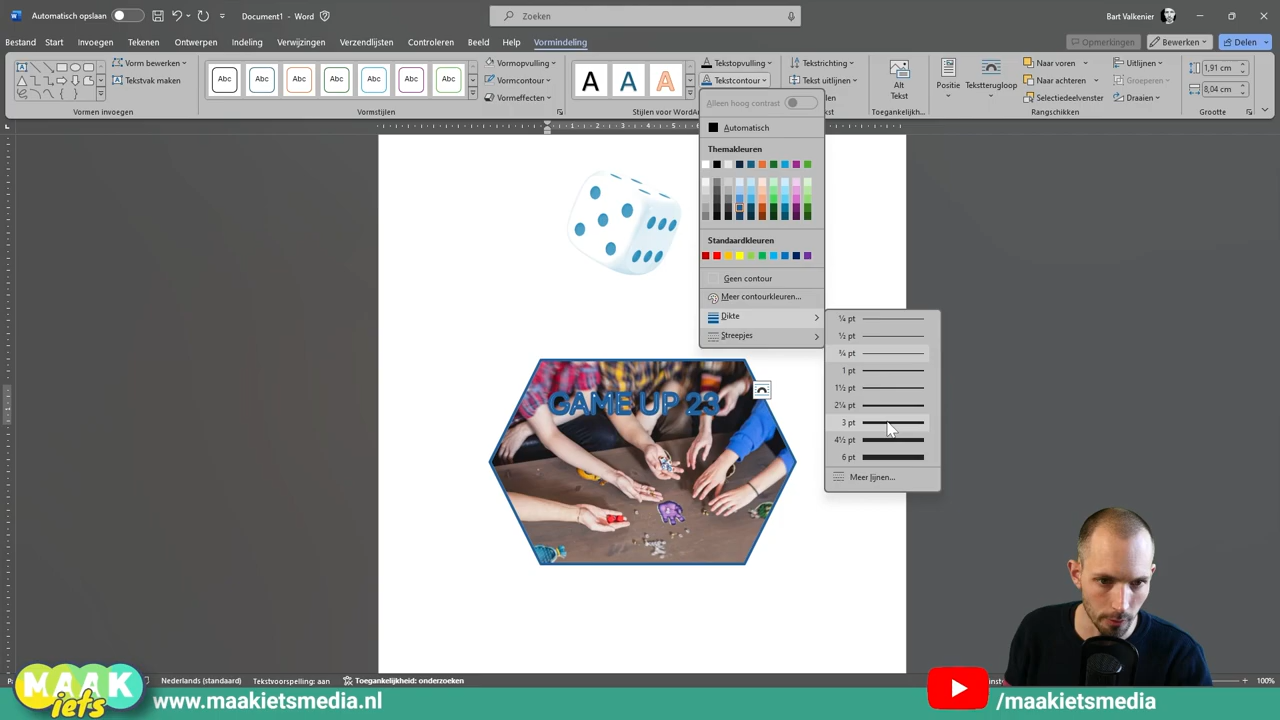 Automatisch opslaan
Document1 - Word
Zoeken
Bart Valkenier
Bestand Start Invoegen Tekenen Ontwerpen Indeling Verwijzingen Verzendlijsten Controleren Beeld Help Vormindeling
Opmerkingen Bewerken Delen
Vorm bewerken
Tekstvak maken
Vormen invoegen
Abc Abc Abc Abc Abc Abc Abc
Vormstijlen
Vormopvulling
Vormcontour
Vormeffecten
A A A
Stijlen voor WordA
Tekstopvulling
Tekstcontour
Tekstrichting
Tekst uitlijnen
Alt
Tekst
Toegankelijkh...
Positie
Tekstterugloop
Naar voren
Naar achteren
Selectiedeelvenster
Uitlijnen
Groeperen
Draaien
Rangschikken
1,91 cm
8,04 cm
Grootte
Alleen hoog contrast
Automatisch
Themakleuren
Standaardkleuren
Geen contour
Meer contourkleuren...
Dikte
Streepjes
¼ pt
½ pt
¾ pt
1 pt
1½ pt
2¼ pt
3 pt
4½ pt
6 pt
Meer lijnen...
GAME UP 23
Nederlands (standaard)
Tekstvoorspelling: aan
Toegankelijkheid: onderzoeken
100%
MAAK
iets
www.maakietsmedia.nl
/maakietsmedia